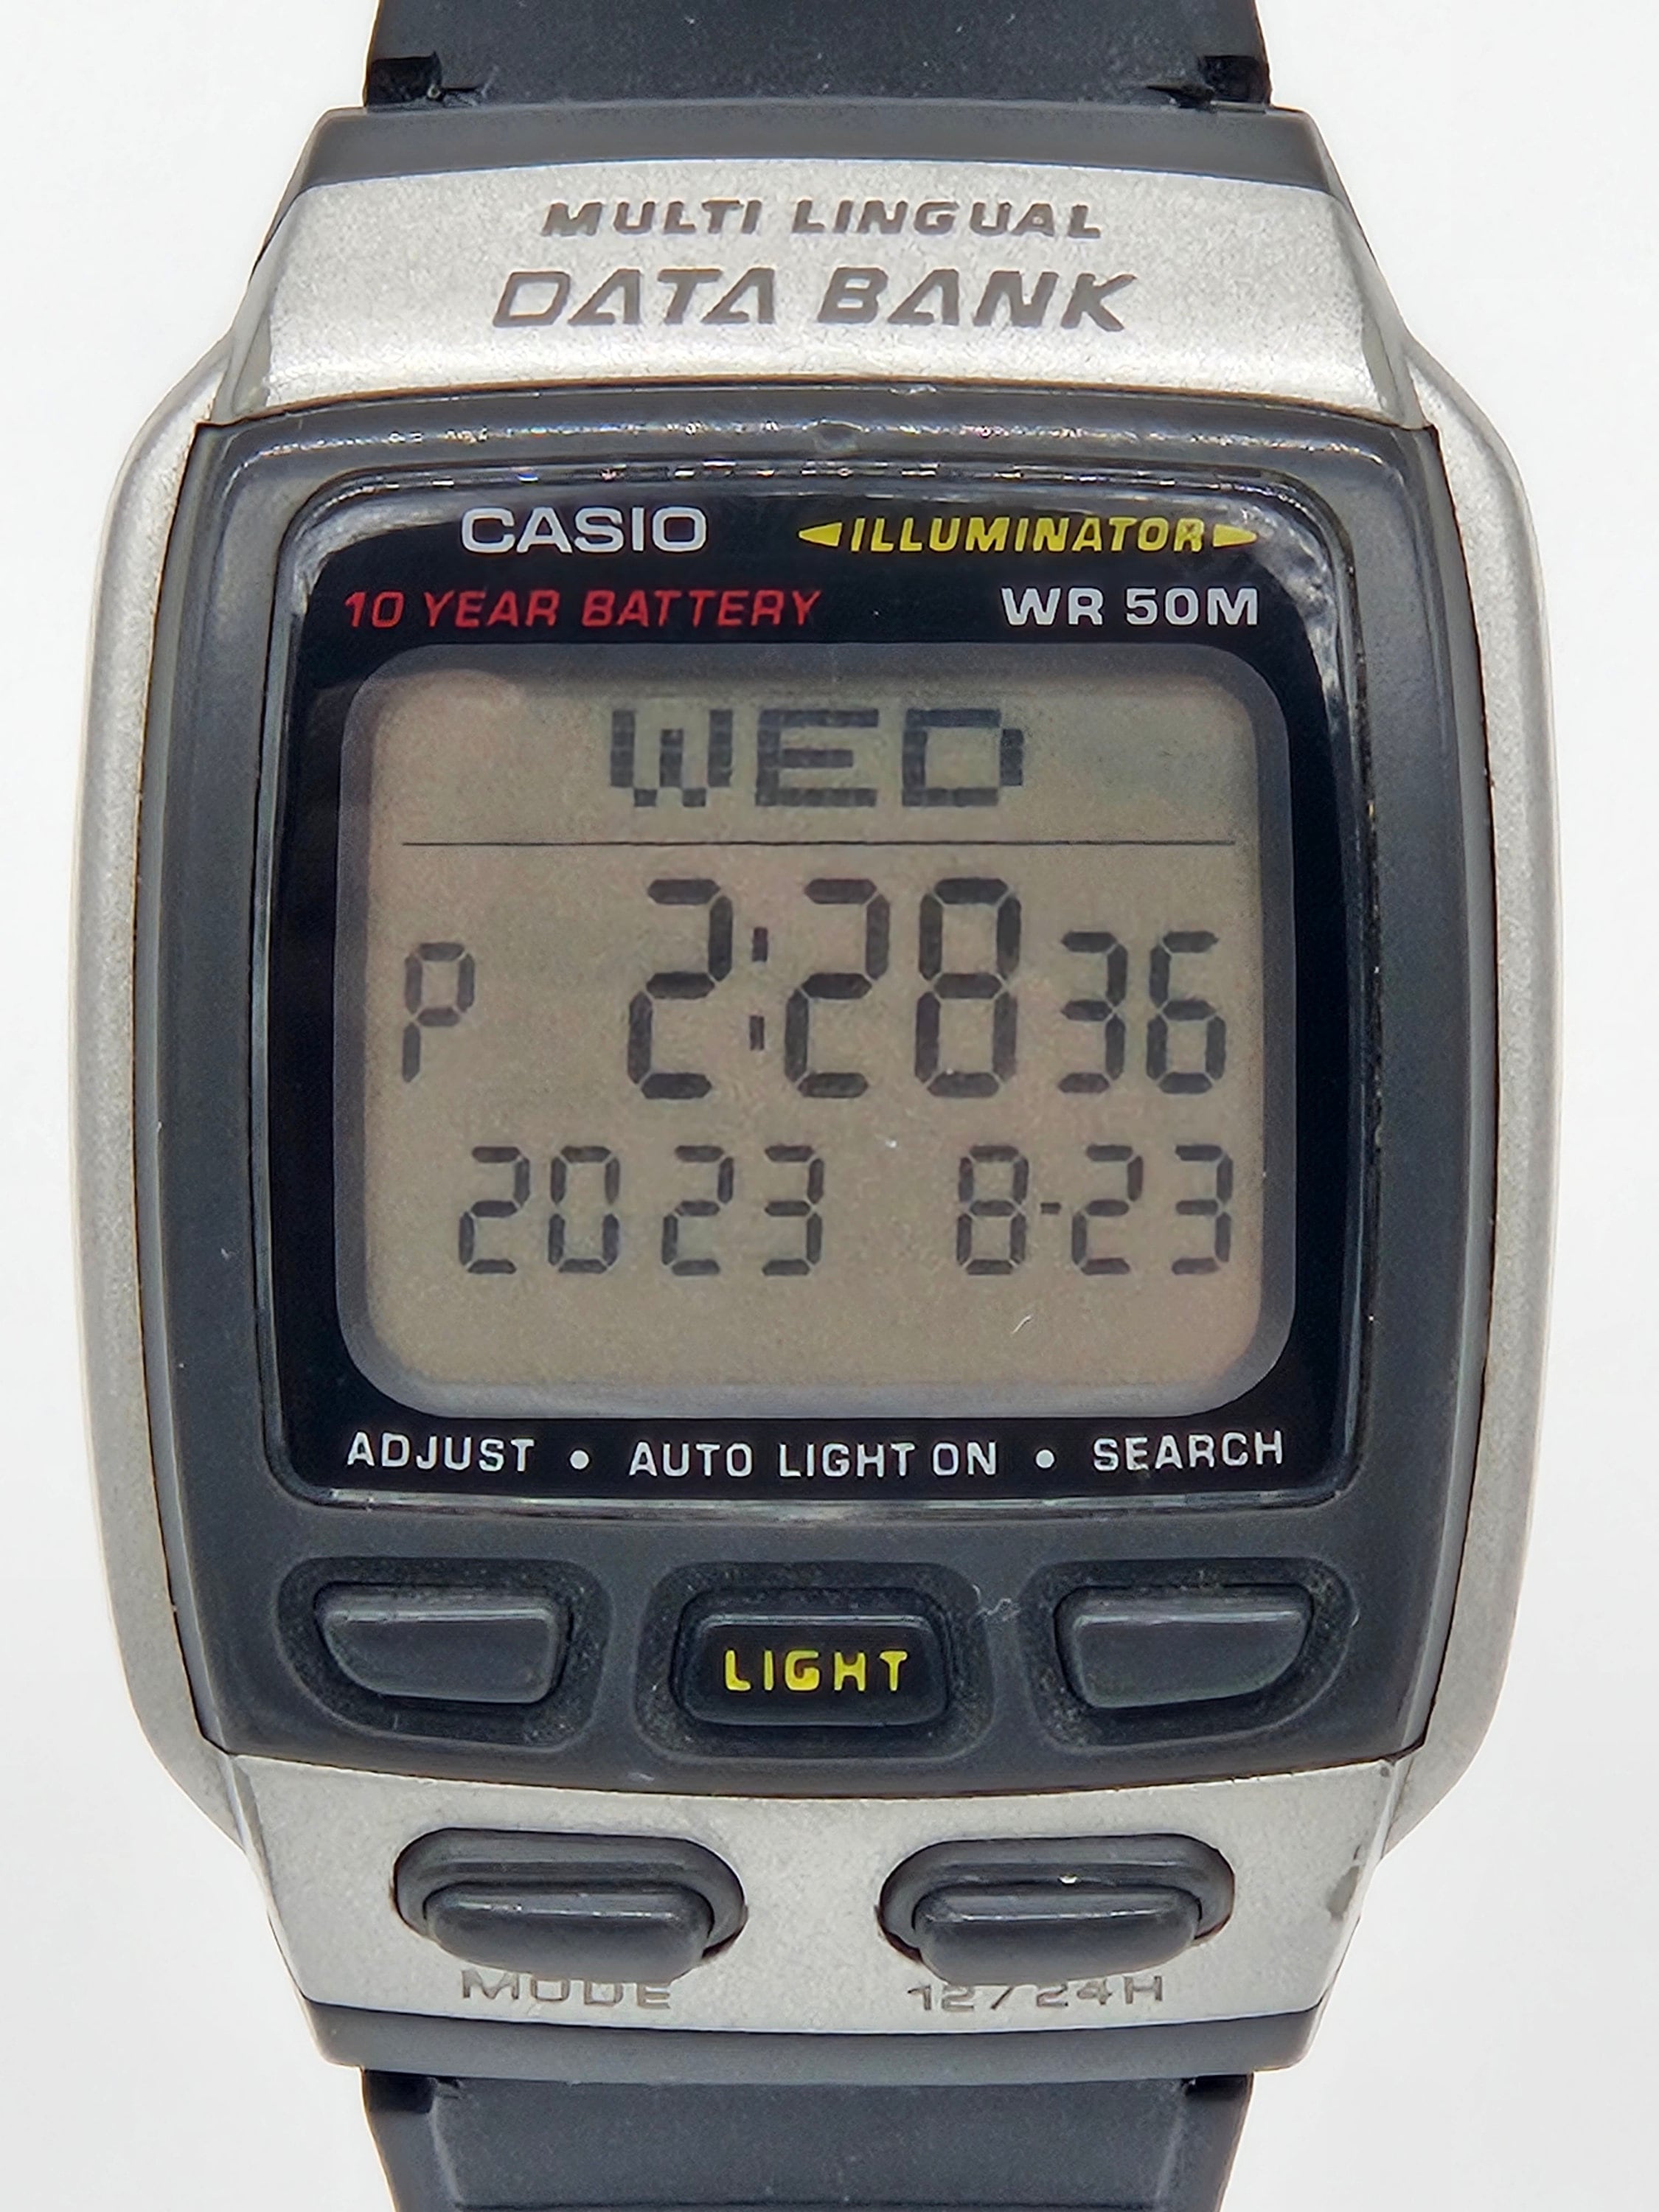 MULTI LINGUAL
DATA BANK
CASIO ILLUMINATOR
10 YEAR BATTERY WR 50M
WED
P 2:28 36
2023 8-23
ADJUST • AUTO LIGHT ON • SEARCH
LIGHT
MODE 12/24H